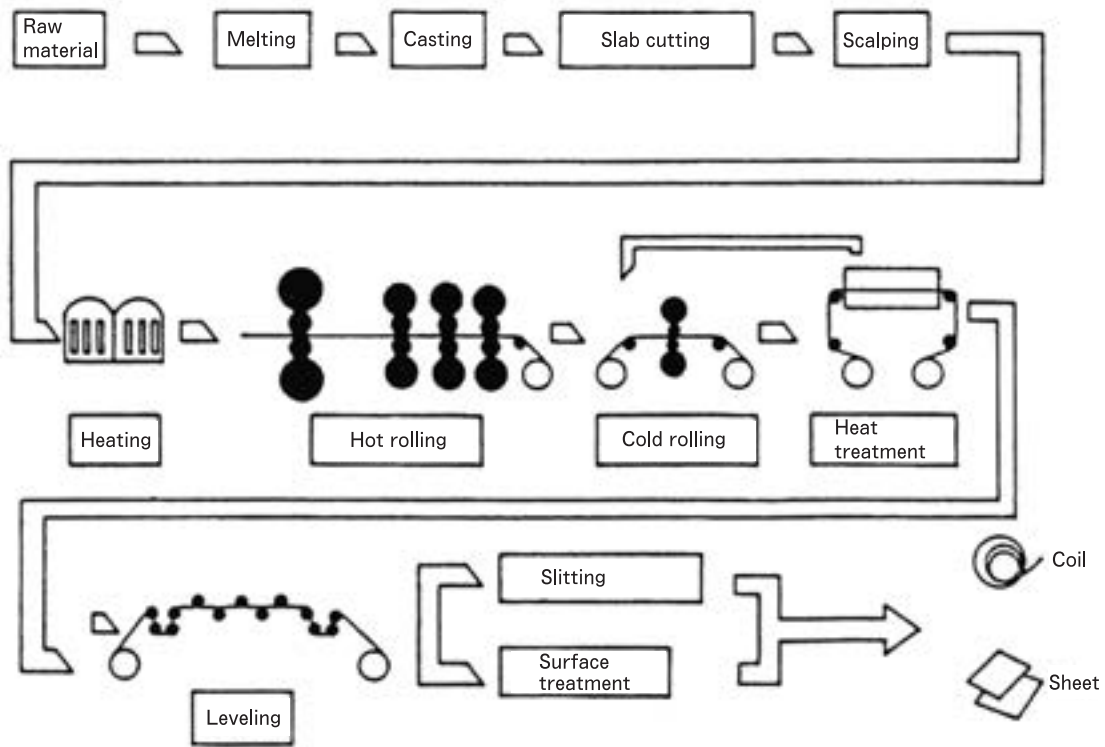 Raw
material
Melting
Casting
Slab cutting
Scalping
Heating
Hot rolling
Cold rolling
Heat
treatment
Slitting
Coil
Surface
treatment
Sheet
Leveling